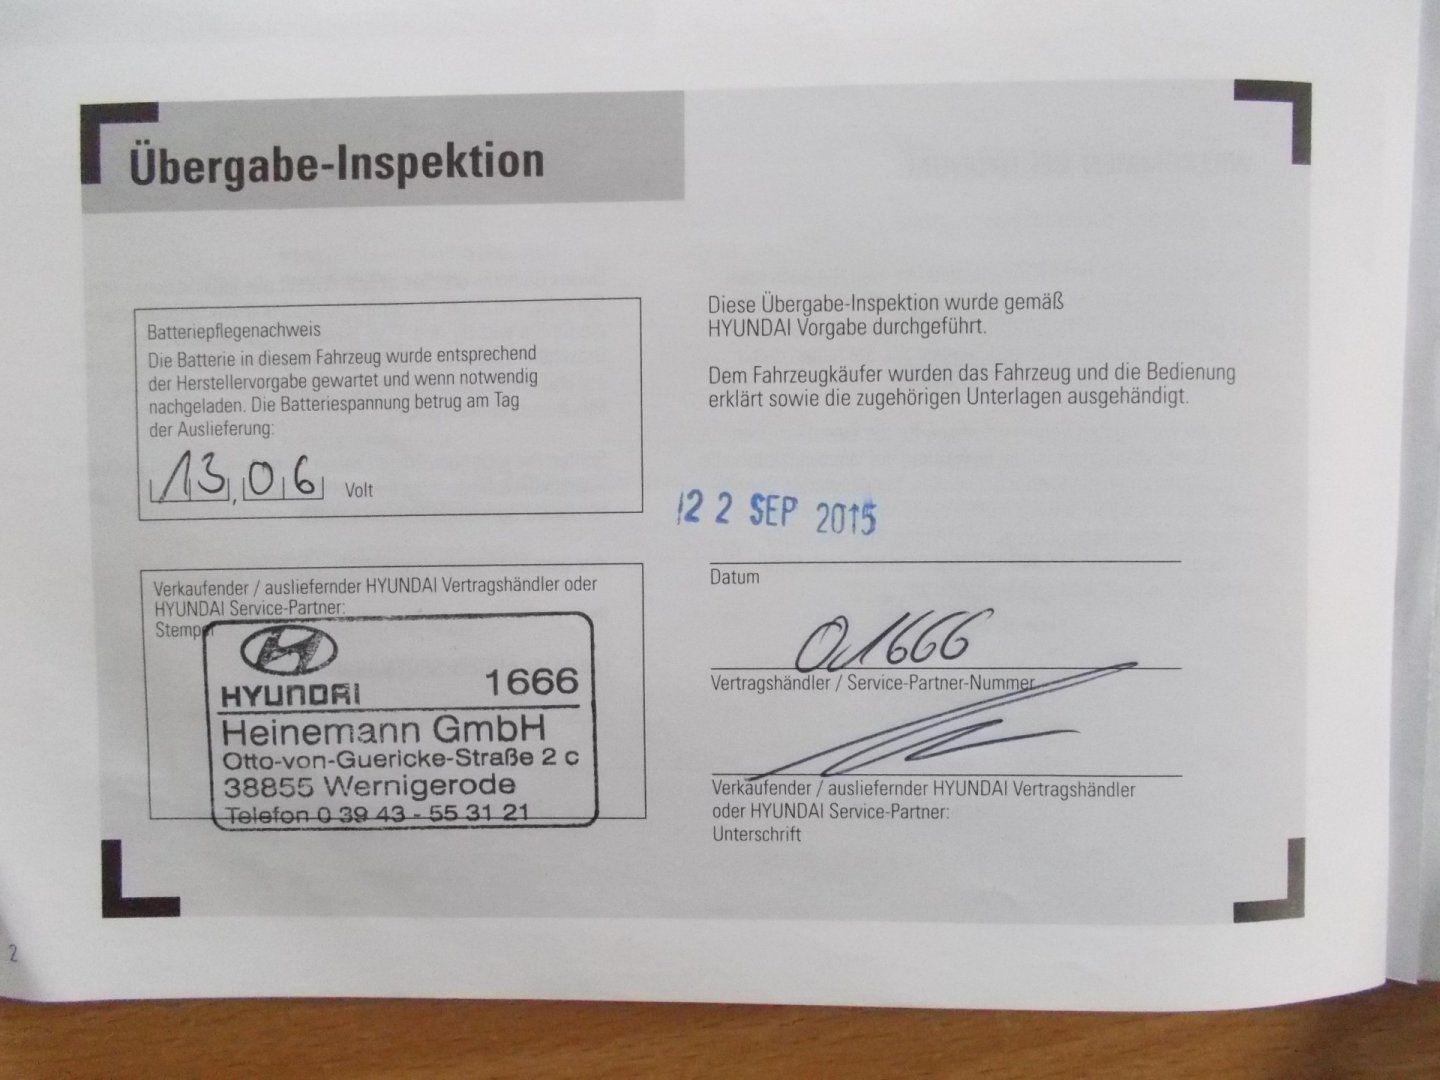 Übergabe-Inspektion
Batteriepflegenachweis
Die Batterie in diesem Fahrzeug wurde entsprechend
der Herstellervorgabe gewartet und wenn notwendig
nachgeladen. Die Batteriespannung betrug am Tag
der Auslieferung:
13,06 Volt
Verkaufender / ausliefernder HYUNDAI Vertragshändler oder
HYUNDAI Service-Partner:
Stempel
HYUNDAI 1666
Heinemann GmbH
Otto-von-Guericke-Straße 2 c
38855 Wernigerode
Telefon 0 39 43 - 55 31 21
Diese Übergabe-Inspektion wurde gemäß
HYUNDAI Vorgabe durchgeführt.
Dem Fahrzeugkäufer wurden das Fahrzeug und die Bedienung
erklärt sowie die zugehörigen Unterlagen ausgehändigt.
22 SEP 2015
Datum
01666
Vertragshändler / Service-Partner-Nummer
Verkaufender / ausliefernder HYUNDAI Vertragshändler
oder HYUNDAI Service-Partner:
Unterschrift
2